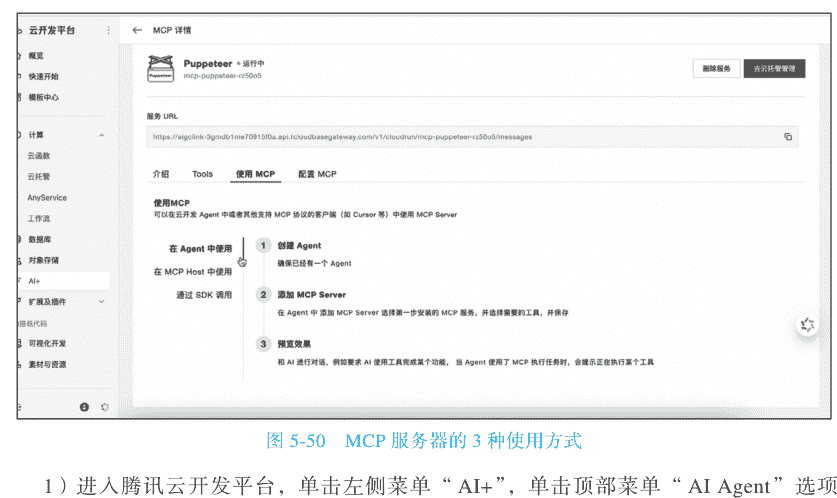 云开发平台
← MCP 详情
概览
快速开始
模板中心
计算
云函数
云托管
AnyService
工作流
数据库
对象存储
AI+
扩展及插件
低代码
可视化开发
素材与资源
Puppeteer 运行中
mcp-puppeteer-rz50o5
删除服务 去云托管管理
服务 URL
https://aigclink-3gmdb1me70915f0a.api.tcloudbasegateway.com/v1/cloudrun/mcp-puppeteer-rz50o5/messages
介绍 Tools 使用 MCP 配置 MCP
使用MCP
可以在云开发 Agent 中或者其他支持 MCP 协议的客户端（如 Cursor 等）中使用 MCP Server
在 Agent 中使用
在 MCP Host 中使用
通过 SDK 调用
1 创建 Agent
确保已经有一个 Agent
2 添加 MCP Server
在 Agent 中 添加 MCP Server 选择第一步安装的 MCP 服务，并选择需要的工具，并保存
3 预览效果
和 AI 进行对话，例如要求 AI 使用工具完成某个功能， 当 Agent 使用了 MCP 执行任务时，会提示正在执行某个工具
图 5-50 MCP 服务器的 3 种使用方式
1）进入腾讯云开发平台，单击左侧菜单“AI+”，单击顶部菜单“AI Agent”选项